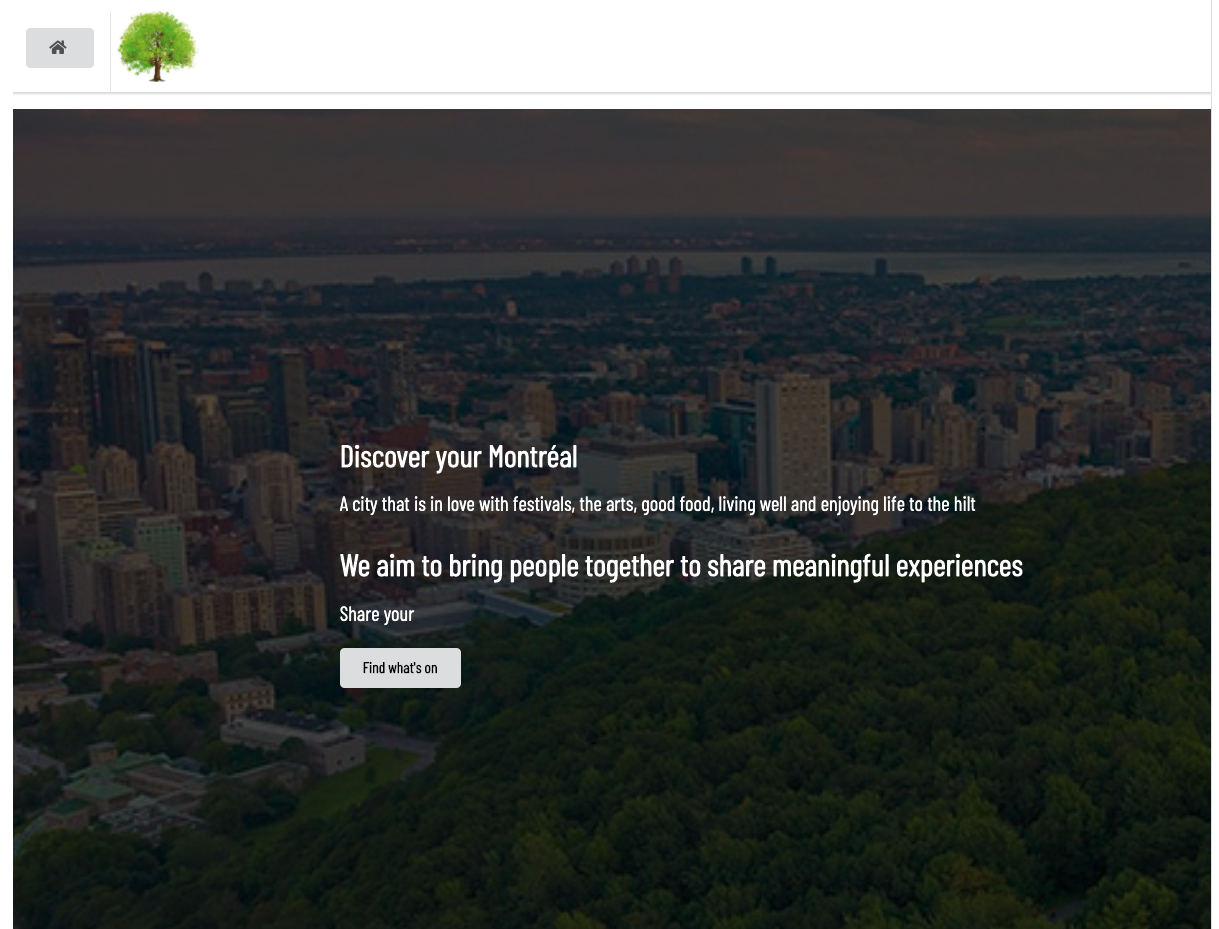 Discover your Montréal
A city that is in love with festivals, the arts, good food, living well and enjoying life to the hilt
We aim to bring people together to share meaningful experiences
Share your
Find what's on